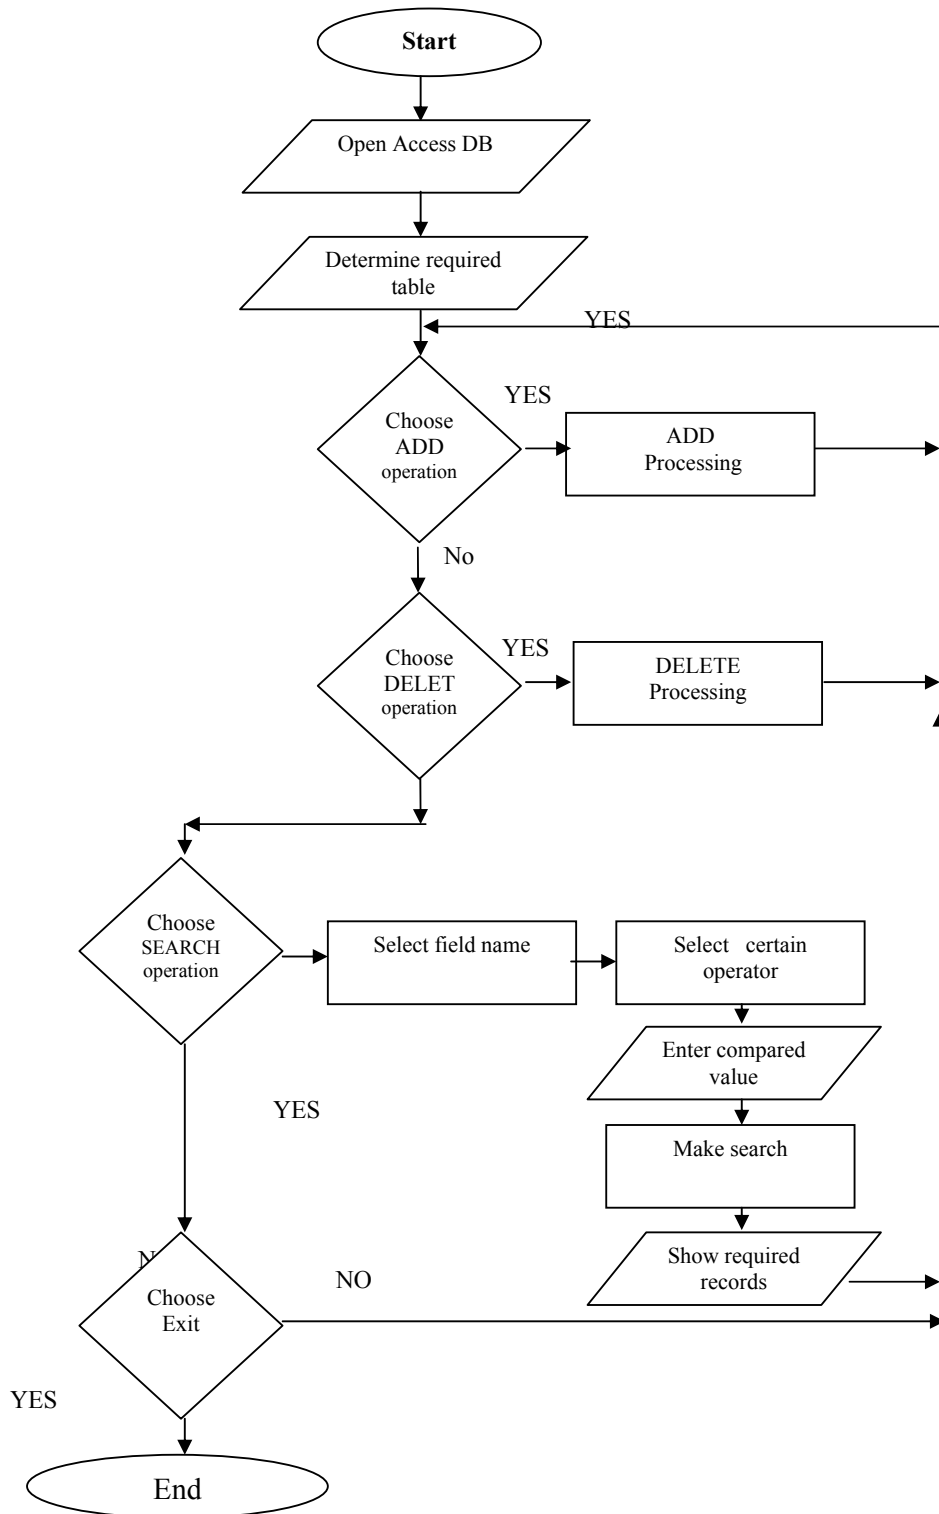 Start
Open Access DB
Determine required
table
YES
YES
Choose
ADD
operation
ADD
Processing
No
YES
Choose
DELET
operation
DELETE
Processing
Choose
SEARCH
operation
Select field name
Select certain
operator
Enter compared
value
YES
Make search
Show required
records
NO
Choose
Exit
YES
End